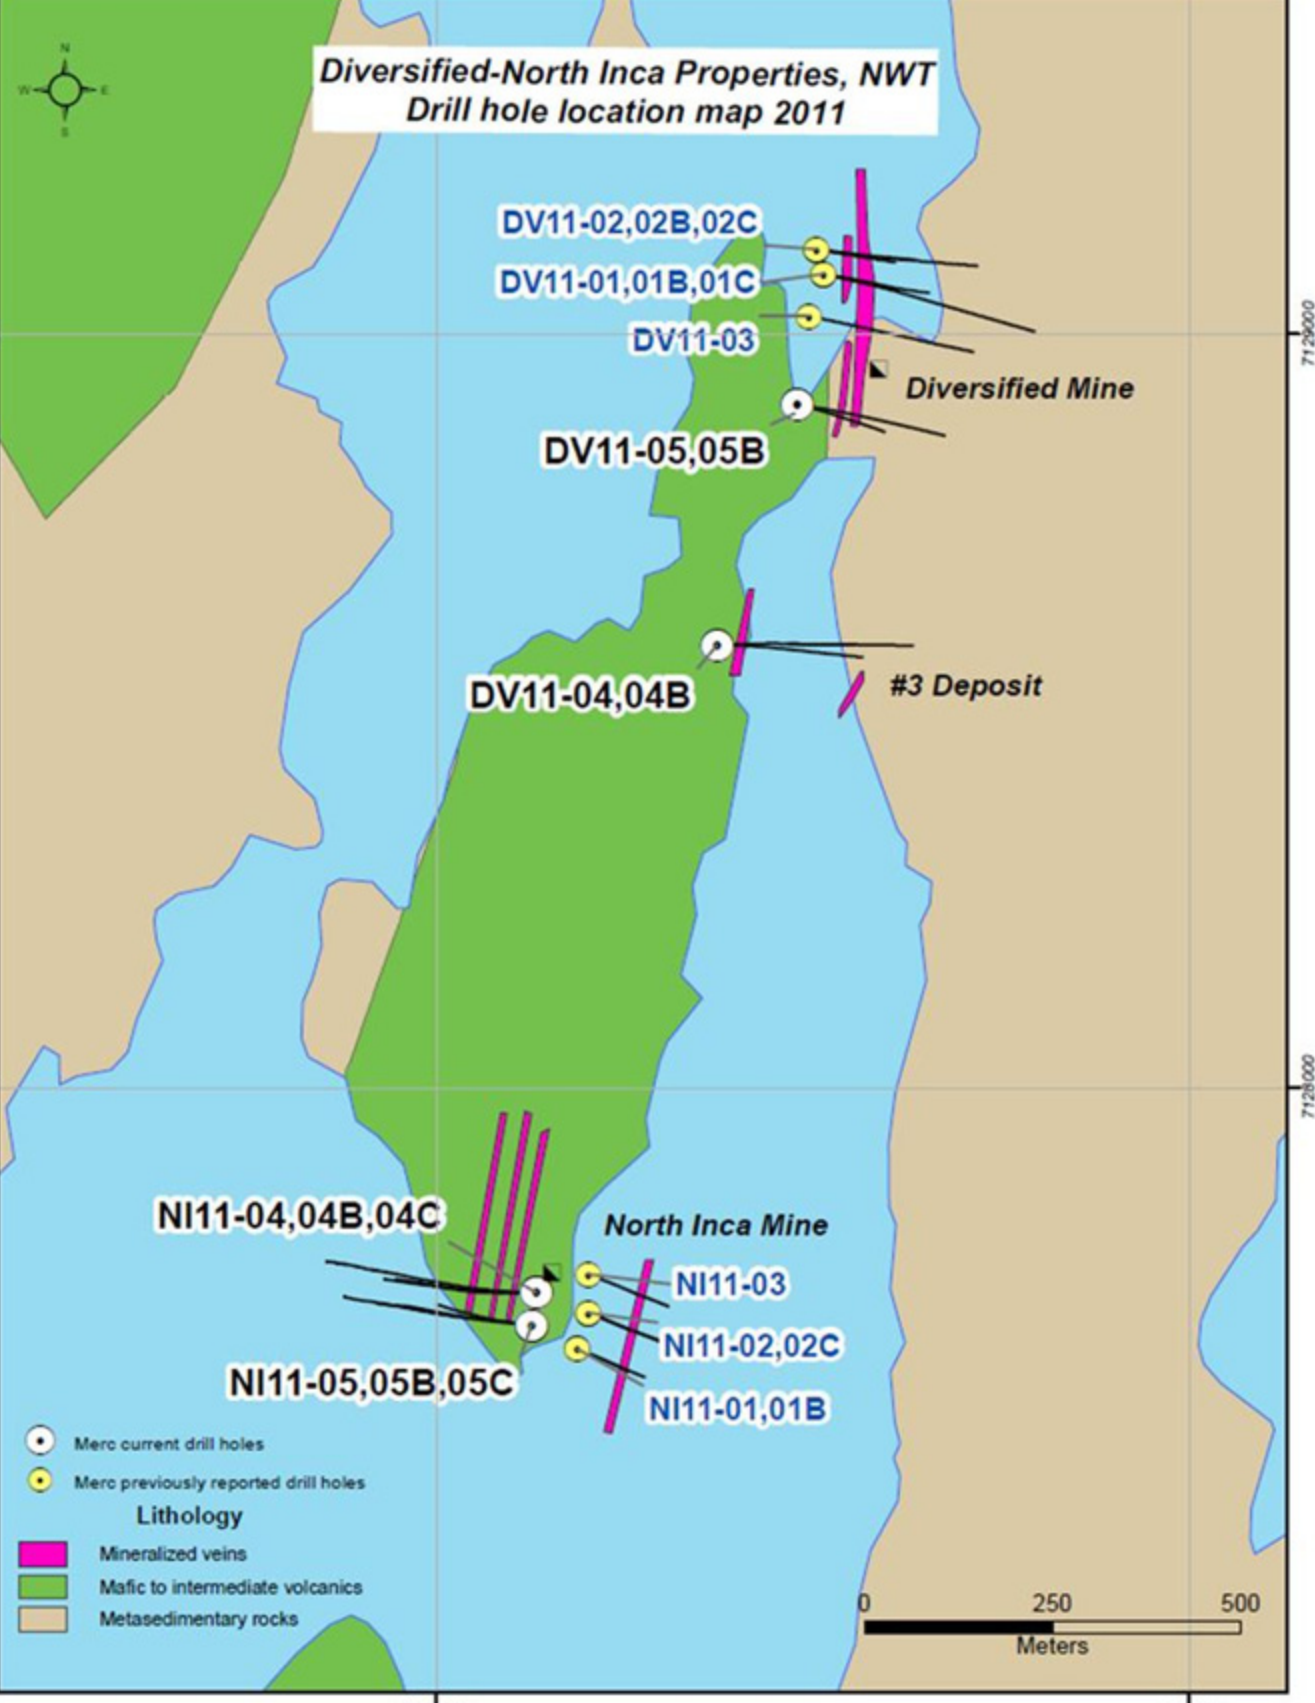 N
W E
S
Diversified-North Inca Properties, NWT
Drill hole location map 2011
DV11-02,02B,02C
DV11-01,01B,01C
DV11-03
7129000
Diversified Mine
DV11-05,05B
#3 Deposit
DV11-04,04B
7128000
NI11-04,04B,04C
North Inca Mine
NI11-03
NI11-02,02C
NI11-05,05B,05C
NI11-01,01B
Merc current drill holes
Merc previously reported drill holes
Lithology
Mineralized veins
Mafic to intermediate volcanics
Metasedimentary rocks
0 250 500
Meters